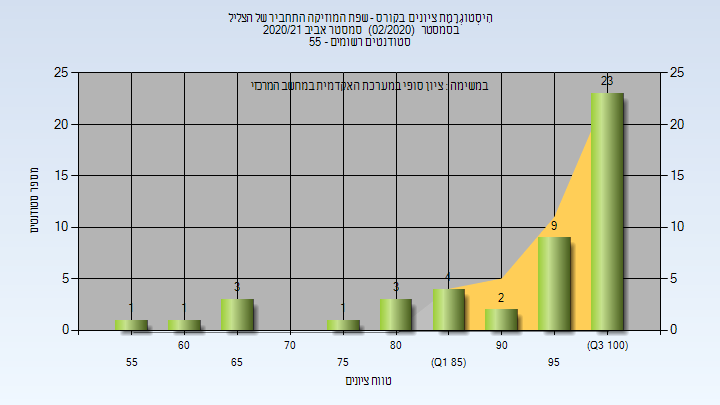 היסטוגרמת ציונים בקורס - שפת המוזיקה התחביר של הצליל
בסמסטר (02/2020) סמסטר אביב 2020/21
סטודנטים רשומים - 55
במשימה : ציון סופי במערכת האקדמית במחשב המרכזי
25 25
23
20 20
15 15
מספר סטודנטים
10 10
9
5 5
4
3 3
2
1 1 1
0 0
60 70 80 90 (Q3 100)
55 65 75 (Q1 85) 95
טווח ציונים